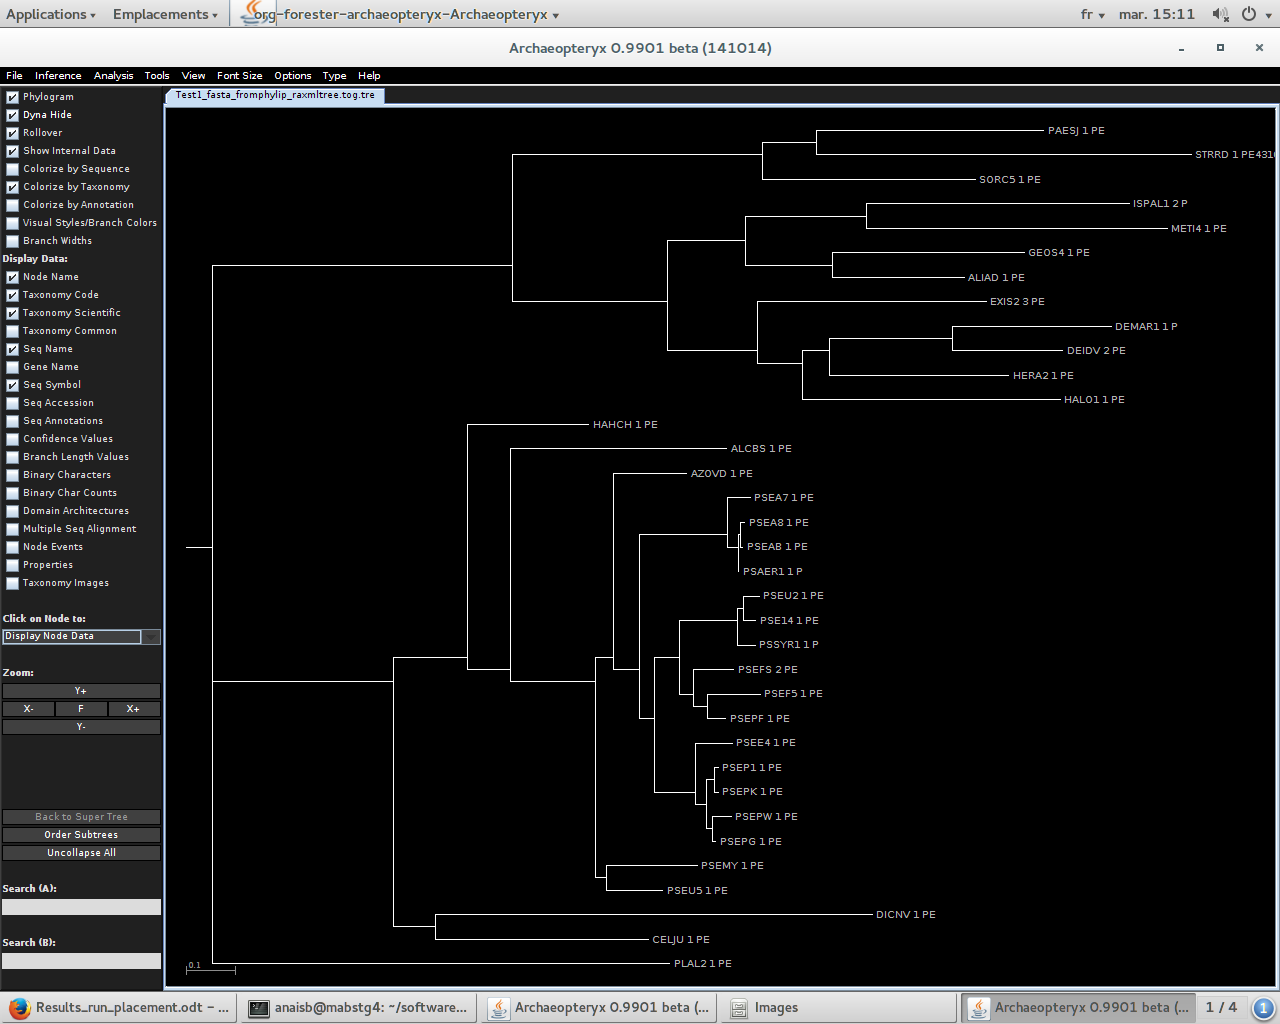 Applications
Emplacements
org-forester-archaeopteryx-Archaeopteryx
fr
mar. 15:11
Archaeopteryx 0.9901 beta (141014)
File Inference Analysis Tools View Font Size Options Type Help
Test1_fasta_fromphylip_raxmltree.tog.tre
Phylogram
Dyna Hide
Rollover
Show Internal Data
Colorize by Sequence
Colorize by Taxonomy
Colorize by Annotation
Visual Styles/Branch Colors
Branch Widths
Display Data:
Node Name
Taxonomy Code
Taxonomy Scientific
Taxonomy Common
Seq Name
Gene Name
Seq Symbol
Seq Accession
Seq Annotations
Confidence Values
Branch Length Values
Binary Characters
Binary Char Counts
Domain Architectures
Multiple Seq Alignment
Node Events
Properties
Taxonomy Images
Click on Node to:
Display Node Data
Zoom:
Y+
X- F X+
Y-
Back to Super Tree
Order Subtrees
Uncollapse All
Search (A):
Search (B):
PAESJ 1 PE
STRRD 1 PE431
SORC5 1 PE
ISPAL1 2 P
METI4 1 PE
GEOS4 1 PE
ALIAD 1 PE
EXIS2 3 PE
DEMAR1 1 P
DEIDV 2 PE
HERA2 1 PE
HALO1 1 PE
HAHCH 1 PE
ALCBS 1 PE
AZOVD 1 PE
PSEA7 1 PE
PSEA8 1 PE
PSEAB 1 PE
PSAER1 1 P
PSEU2 1 PE
PSE14 1 PE
PSSYR1 1 P
PSEFS 2 PE
PSEF5 1 PE
PSEPF 1 PE
PSEE4 1 PE
PSEP1 1 PE
PSEPK 1 PE
PSEPW 1 PE
PSEPG 1 PE
PSEMY 1 PE
PSEU5 1 PE
DICNV 1 PE
CELJU 1 PE
PLAL2 1 PE
0.1
Results_run_placement.odt – ...
anaisb@mabstg4: ~/software...
Archaeopteryx 0.9901 beta (...
Images
Archaeopteryx 0.9901 beta (...
1 / 4
1